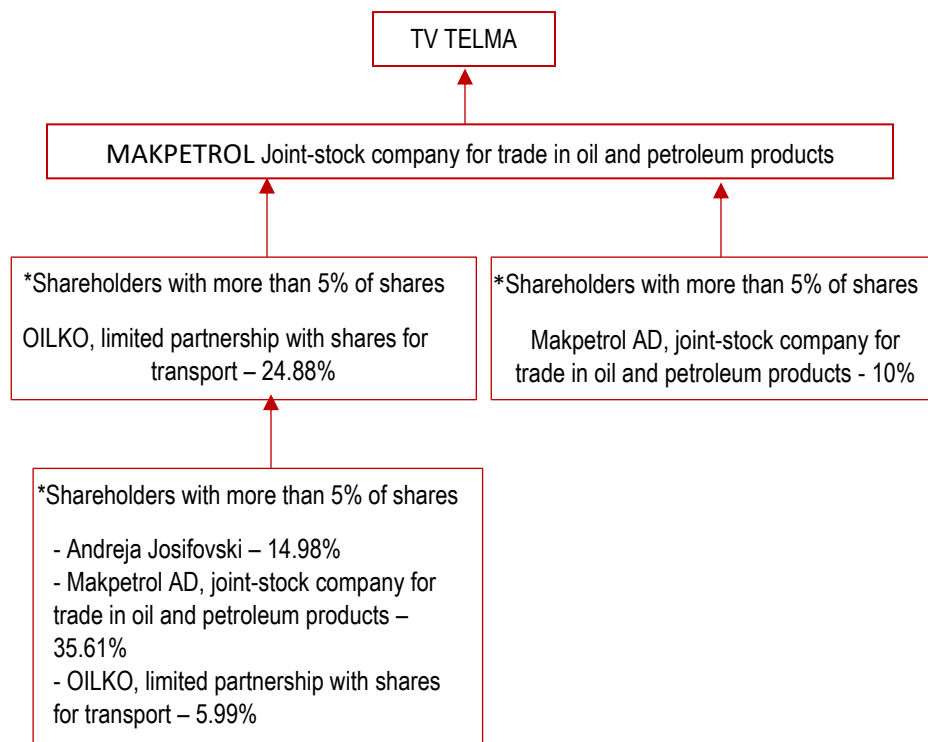 TV TELMA
MAKPETROL Joint-stock company for trade in oil and petroleum products
*Shareholders with more than 5% of shares
OILKO, limited partnership with shares for
transport – 24.88%
*Shareholders with more than 5% of shares
Makpetrol AD, joint-stock company for
trade in oil and petroleum products - 10%
*Shareholders with more than 5% of shares
- Andreja Josifovski – 14.98%
- Makpetrol AD, joint-stock company for
trade in oil and petroleum products –
35.61%
- OILKO, limited partnership with shares
for transport – 5.99%